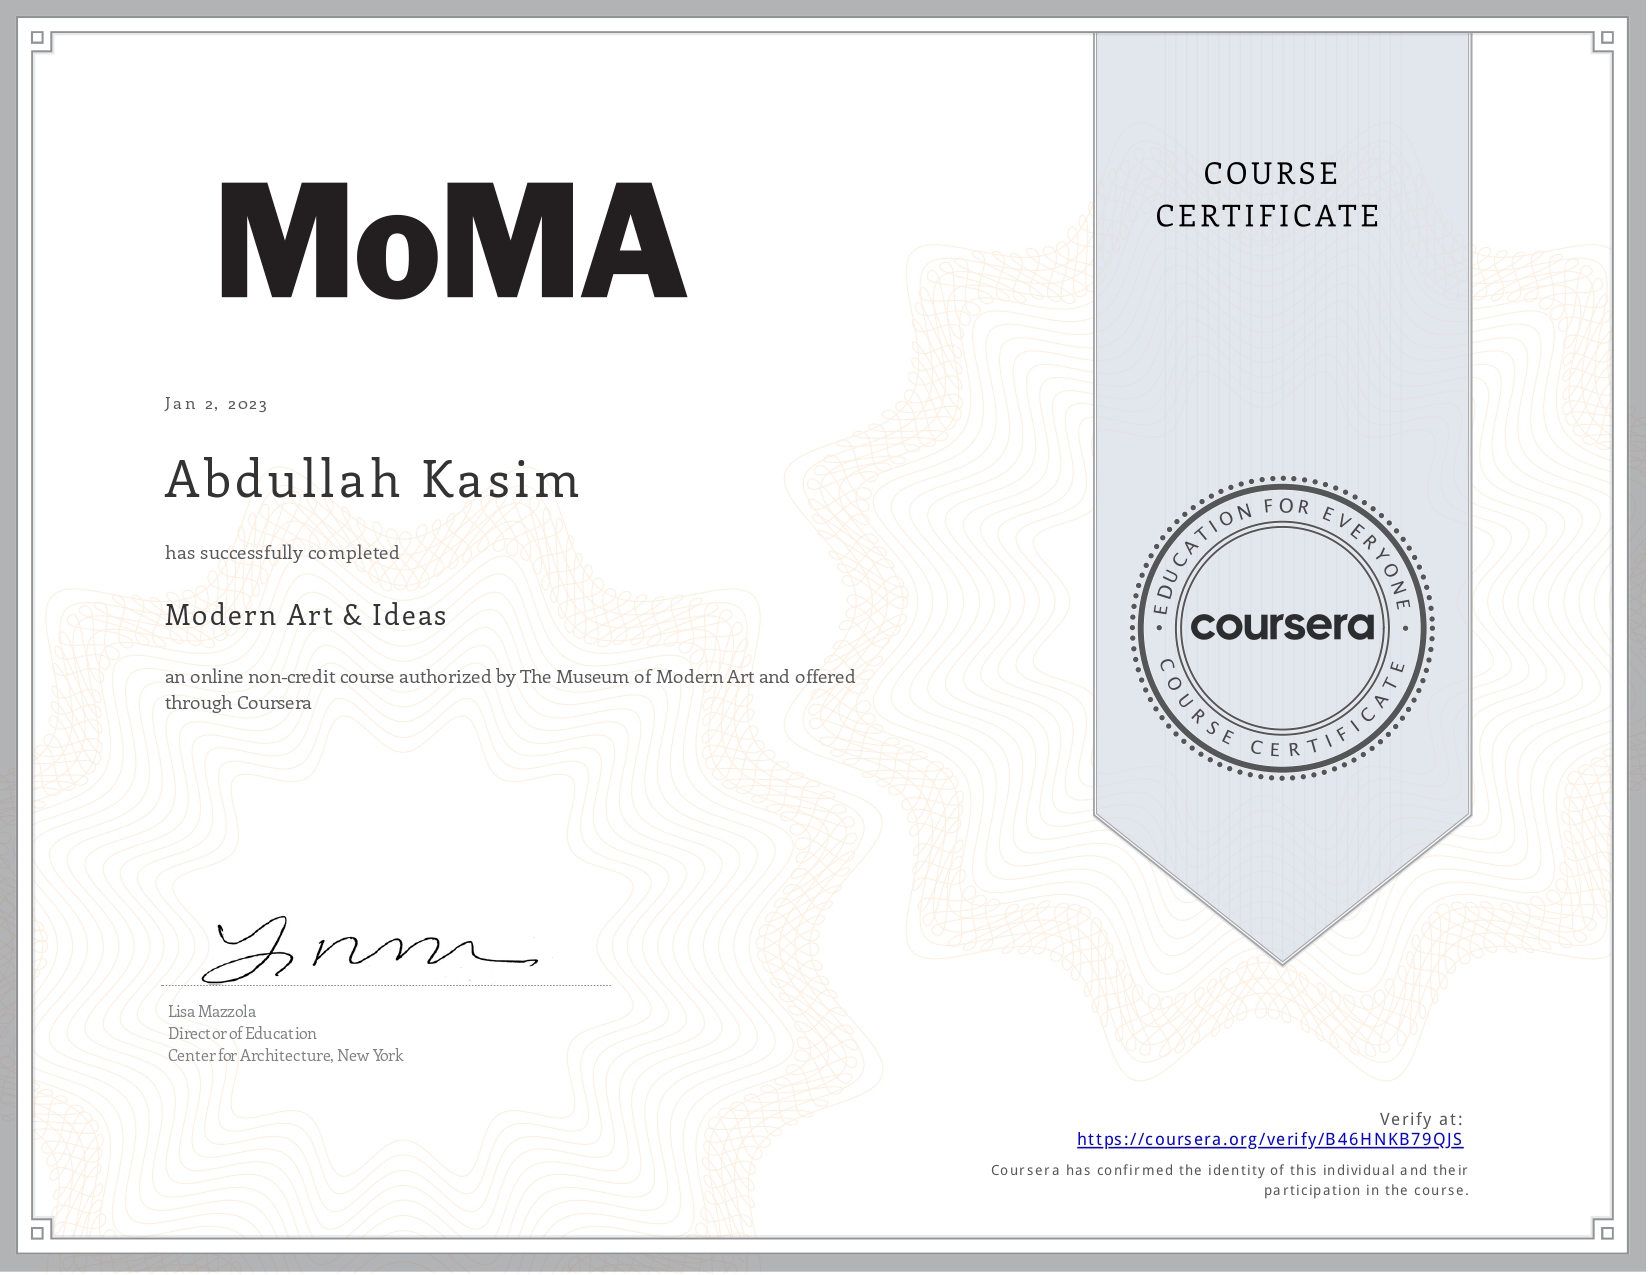 MoMA
COURSE
CERTIFICATE
Jan 2, 2023
Abdullah Kasim
has successfully completed
Modern Art & Ideas
an online non-credit course authorized by The Museum of Modern Art and offered
through Coursera
• EDUCATION FOR EVERYONE •
coursera
COURSE CERTIFICATE
Lisa Mazzola
Director of Education
Center for Architecture, New York
Verify at:
https://coursera.org/verify/B46HNKB79QJS
Coursera has confirmed the identity of this individual and their
participation in the course.